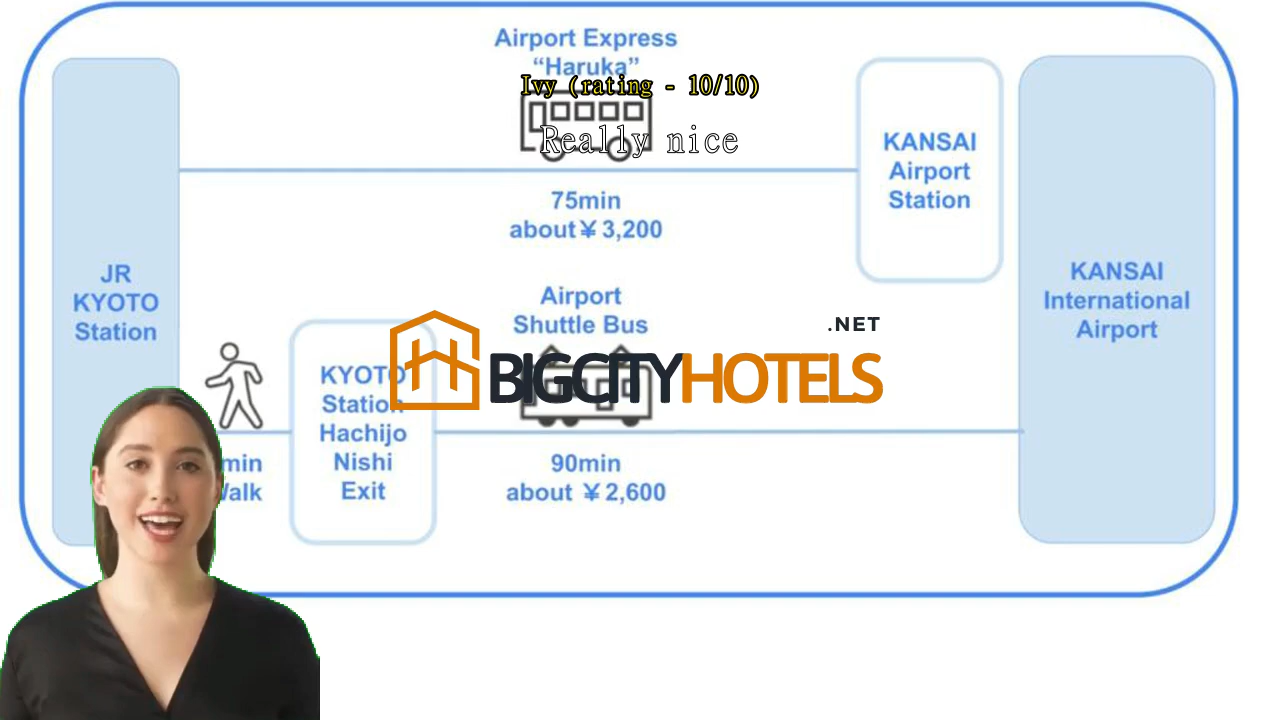 Airport Express
“Haruka”
Ivy (rating - 10/10)
Really nice
75min
about ¥ 3,200
KANSAI
Airport
Station
JR
KYOTO
Station
KANSAI
International
Airport
Airport
Shuttle Bus
.NET
BIGCITYHOTELS
KYOTO
Station
Hachijo
Nishi
Exit
min
Walk
90min
about ¥ 2,600